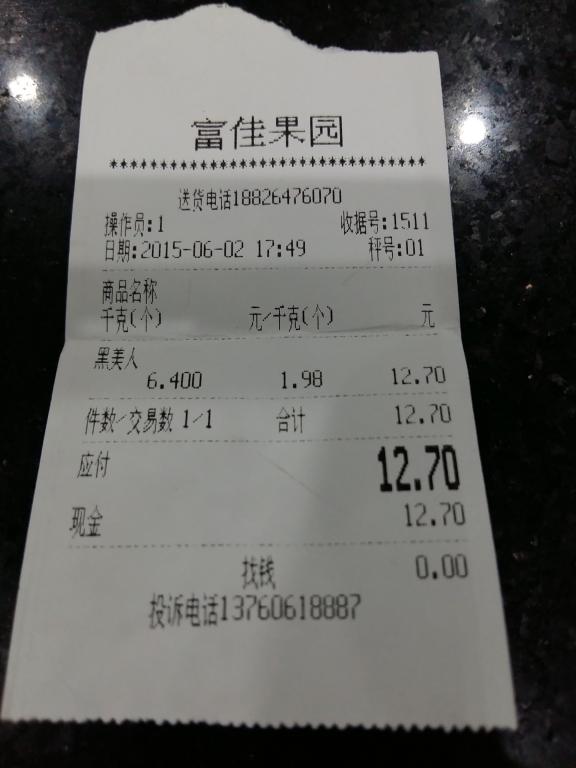 富佳果园
******************************
送货电话18826476070
操作员:1 收据号:1511
日期:2015-06-02 17:49 秤号:01
商品名称
千克(个) 元/千克(个) 元
黑美人
6.400 1.98 12.70
件数/交易数 1/1 合计 12.70
应付 12.70
现金 12.70
找钱 0.00
投诉电话13760618887